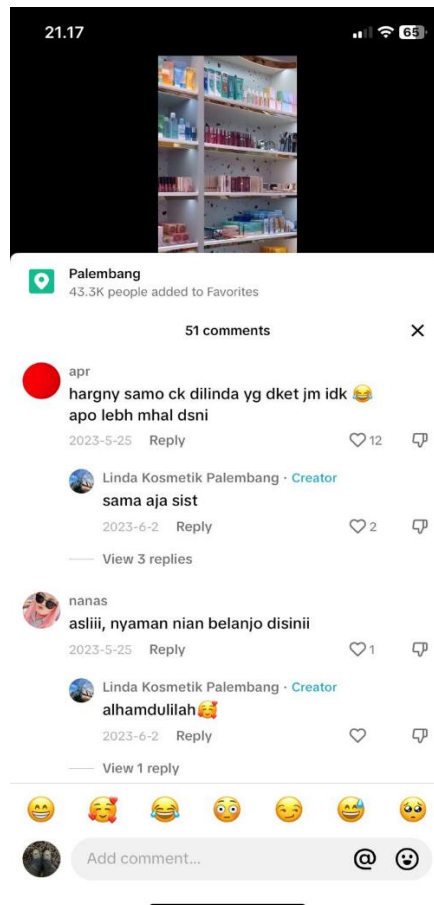 21.17
65
Palembang
43.3K people added to Favorites
51 comments
apr
hargny samo ck dilinda yg dket jm idk 😂
apo lebh mhal dsni
2023-5-25 Reply 12
Linda Kosmetik Palembang · Creator
sama aja sist
2023-6-2 Reply 2
View 3 replies
nanas
asliii, nyaman nian belanjo disinii
2023-5-25 Reply 1
Linda Kosmetik Palembang · Creator
alhamdulilah🥰
2023-6-2 Reply
View 1 reply
Add comment... @